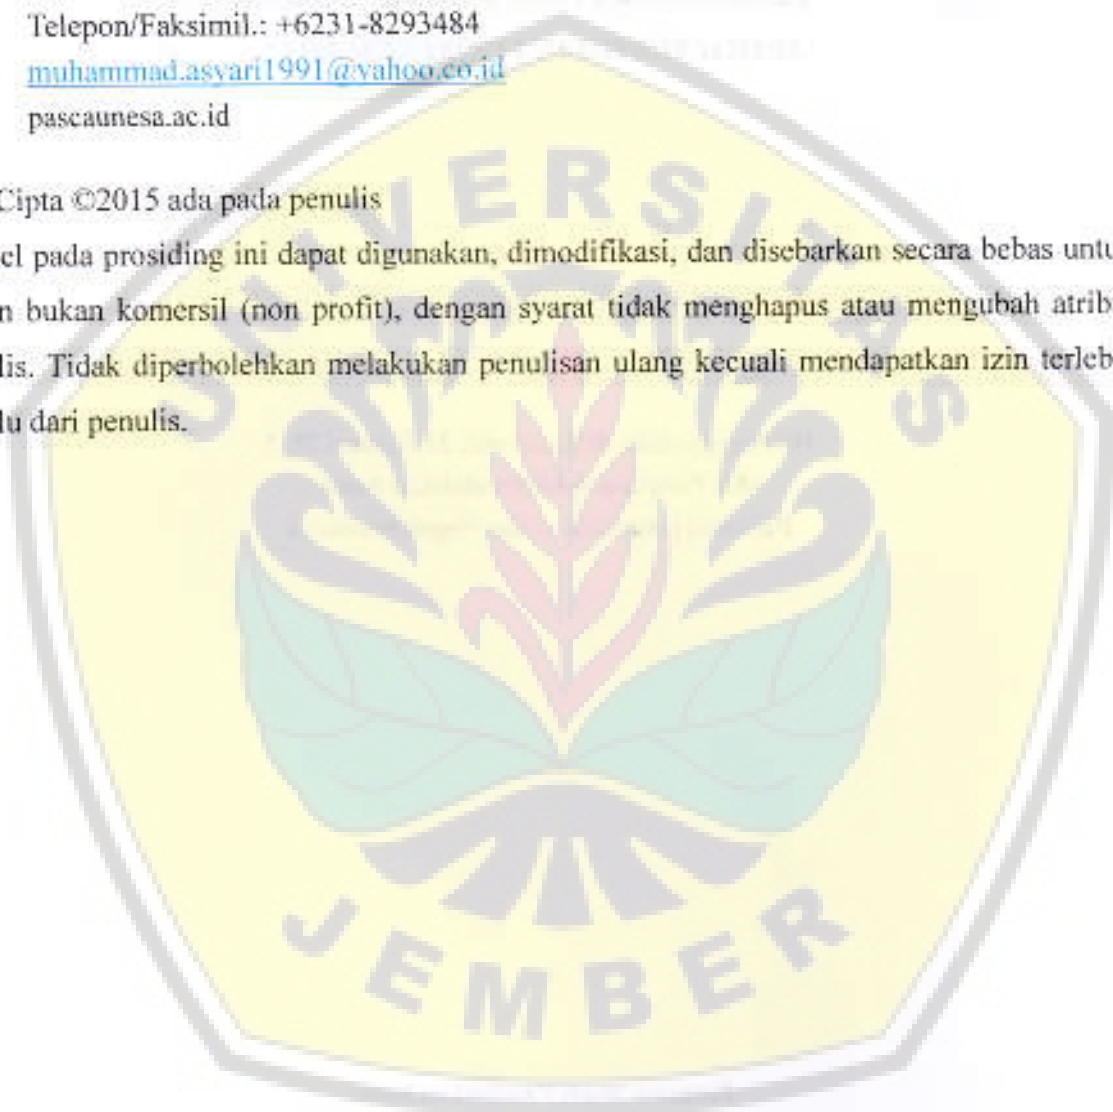 Telepon/Faksimil.: +6231-8293484
muhammad.asyari1991@yahoo.co.id
pascaunesa.ac.id
Cipta ©2015 ada pada penulis
el pada prosiding ini dapat digunakan, dimodifikasi, dan disebarkan secara bebas untu
n bukan komersil (non profit), dengan syarat tidak menghapus atau mengubah atrib
lis. Tidak diperbolehkan melakukan penulisan ulang kecuali mendapatkan izin terleb
lu dari penulis.
UNIVERSITAS
JEMBER